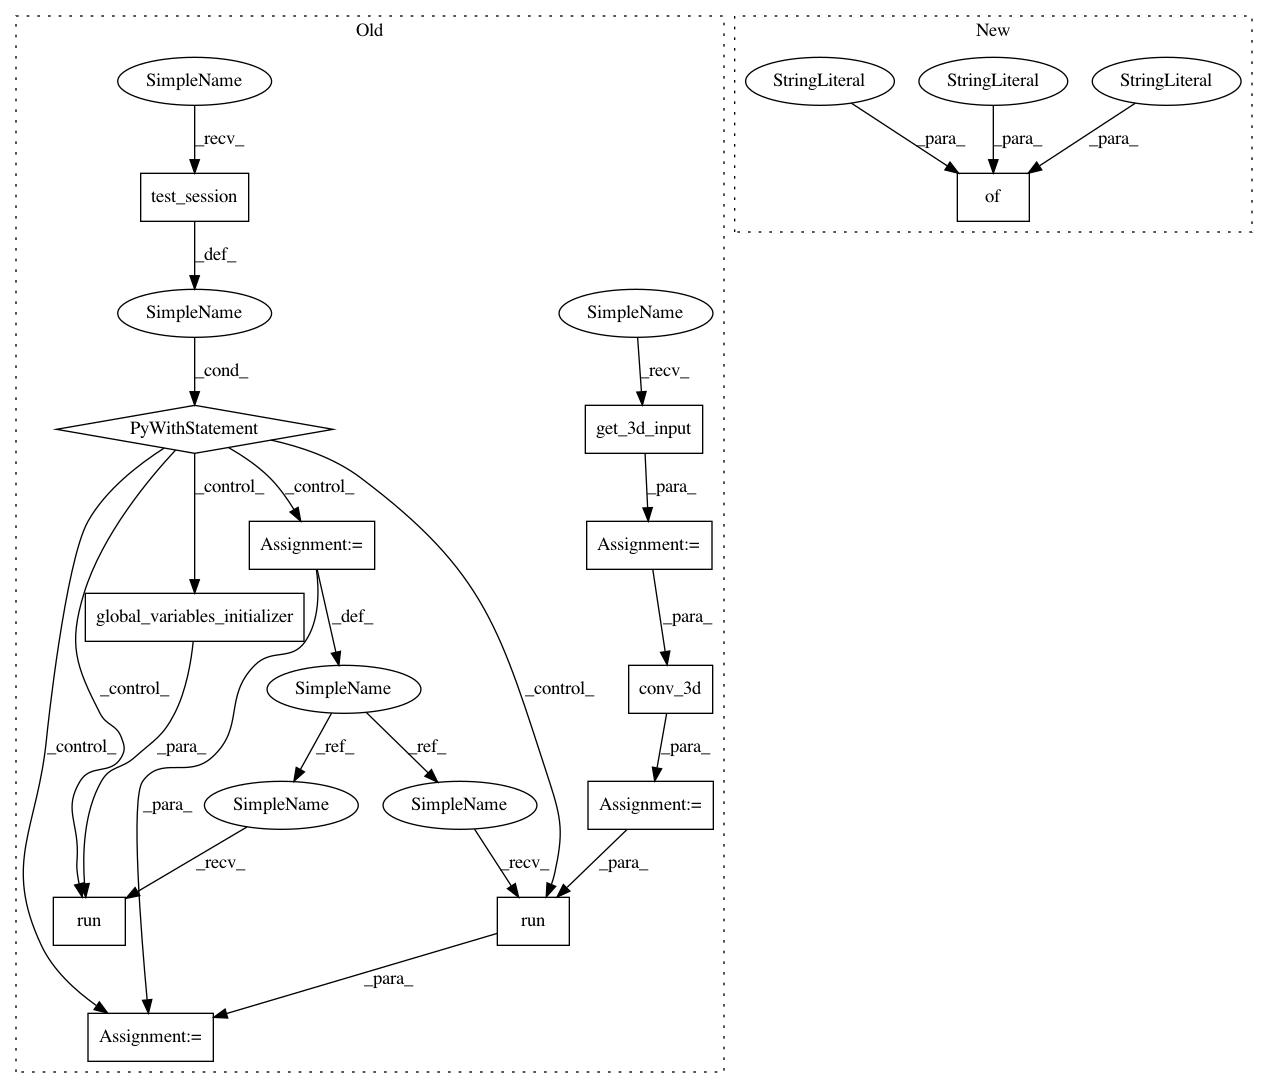 Old
New
SimpleName
StringLiteral
StringLiteral
StringLiteral
_recv_
_para_
_para_
_para_
test_session
of
_def_
SimpleName
SimpleName
_cond_
_recv_
PyWithStatement
get_3d_input
_control_
_control_
_para_
Assignment:=
Assignment:=
global_variables_initializer
_def_
_para_
SimpleName
conv_3d
_control_
_control_
_control_
_para_
_ref_
_ref_
_para_
_para_
SimpleName
SimpleName
Assignment:=
_recv_
_recv_
_para_
run
run
_para_
Assignment:=